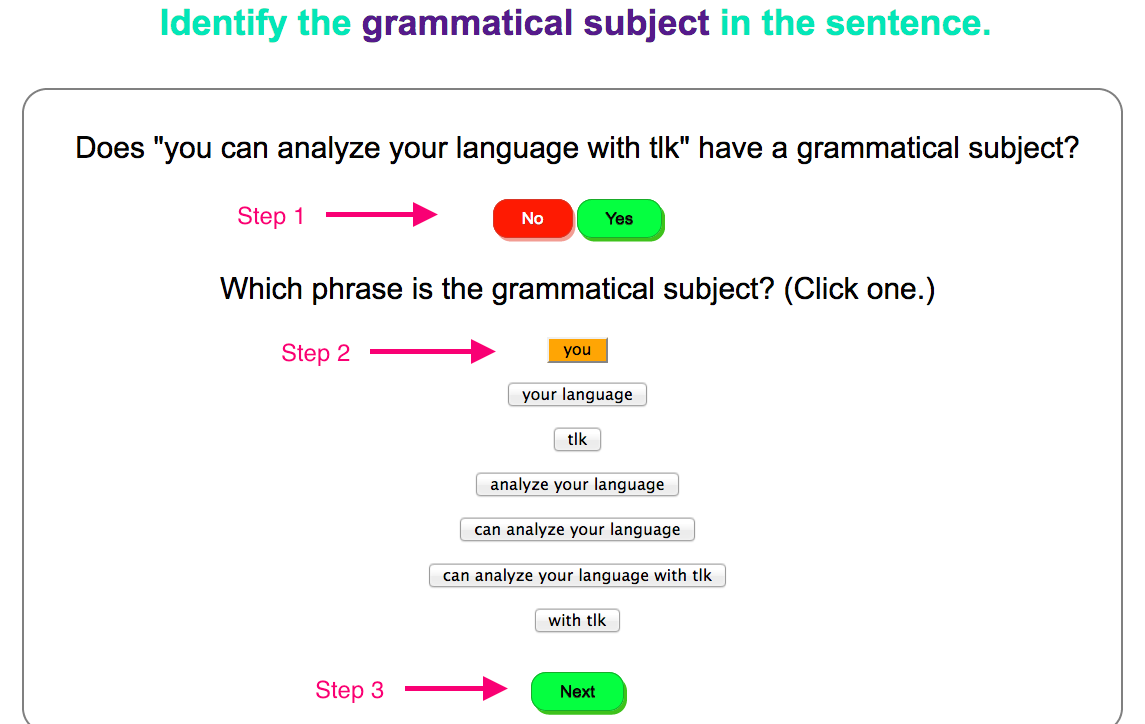 Identify the grammatical subject in the sentence.
Does "you can analyze your language with tlk" have a grammatical subject?
Step 1 No Yes
Which phrase is the grammatical subject? (Click one.)
Step 2 you
your language
tlk
analyze your language
can analyze your language
can analyze your language with tlk
with tlk
Step 3 Next